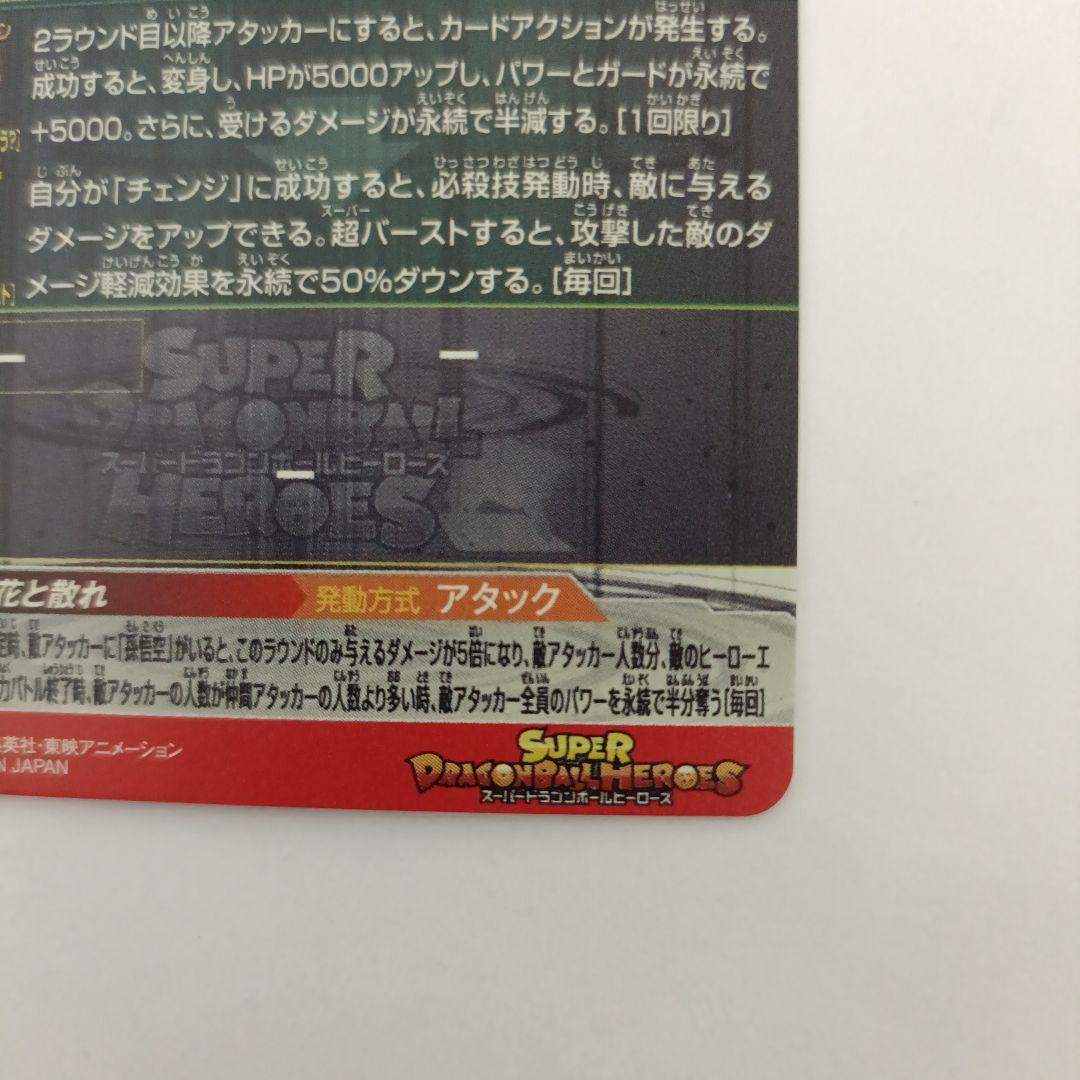 2ラウンド目以降アタッカーにすると、カードアクションが発生する。
成功すると、変身し、HPが5000アップし、パワーとガードが永続で
+5000。さらに、受けるダメージが永続で半減する。[1回限り]
自分が「チェンジ」に成功すると、必殺技発動時、敵に与える
ダメージをアップできる。超バーストすると、攻撃した敵のダ
メージ軽減効果を永続で50%ダウンする。[毎回]
SUPER
DRAGONBALL
スーパードラゴンボールヒーローズ
HEROES
花と散れ
発動方式 アタック
定時、敵アタッカーに「孫悟空」がいると、このラウンドのみ与えるダメージが5倍になり、敵アタッカー人数分、敵のヒーローエ
カバトル終了時、敵アタッカーの人数が仲間アタッカーの人数より多い時、敵アタッカー全員のパワーを永続で半分奪う[毎回]
英社・東映アニメーション
N JAPAN
SUPER
DRAGONBALL HEROES
スーパードラゴンボールヒーローズ